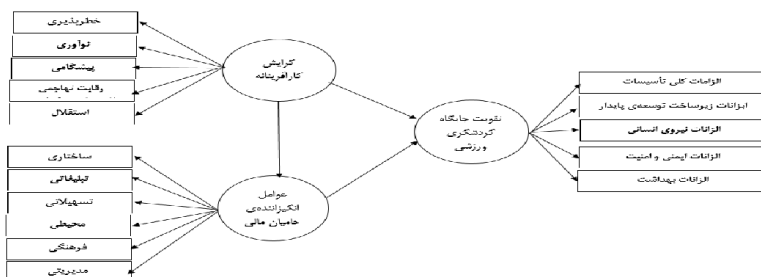 خطرپذیری
نوآوری
پیشگامی
رقابت تهاجمی
استقلال
گرایش
کارآفرینانه
ساختاری
تبلیغاتی
تسهیلاتی
محیطی
فرهنگی
مدیریتی
عوامل
انگیزاننده‌ی
حامیان مالی
تقویت جایگاه
گردشگری
ورزشی
الزامات کلی تأسیسات
الزامات زیرساخت توسعه‌ی پایدار
الزامات نیروی انسانی
الزامات ایمنی و امنیت
الزامات بهداشت